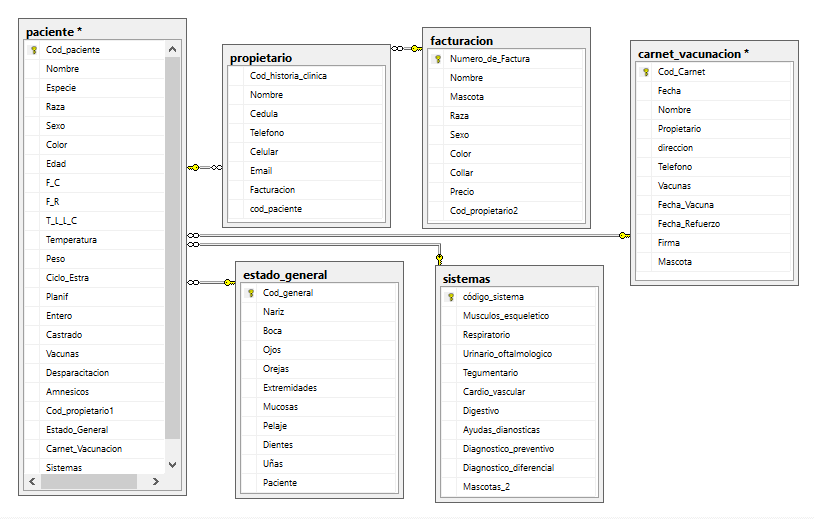 paciente *
Cod_paciente
Nombre
Especie
Raza
Sexo
Color
Edad
F_C
F_R
T_L_L_C
Temperatura
Peso
Ciclo_Estra
Planif
Entero
Castrado
Vacunas
Desparacitacion
Amnesicos
Cod_propietario1
Estado_General
Carnet_Vacunacion
Sistemas
propietario
Cod_historia_clinica
Nombre
Cedula
Telefono
Celular
Email
Facturacion
cod_paciente
facturacion
Numero_de_Factura
Nombre
Mascota
Raza
Sexo
Color
Collar
Precio
Cod_propietario2
carnet_vacunacion *
Cod_Carnet
Fecha
Nombre
Propietario
direccion
Telefono
Vacunas
Fecha_Vacuna
Fecha_Refuerzo
Firma
Mascota
estado_general
Cod_general
Nariz
Boca
Ojos
Orejas
Extremidades
Mucosas
Pelaje
Dientes
Uñas
Paciente
sistemas
código_sistema
Musculos_esqueletico
Respiratorio
Urinario_oftalmologico
Tegumentario
Cardio_vascular
Digestivo
Ayudas_dianosticas
Diagnostico_preventivo
Diagnostico_diferencial
Mascotas_2